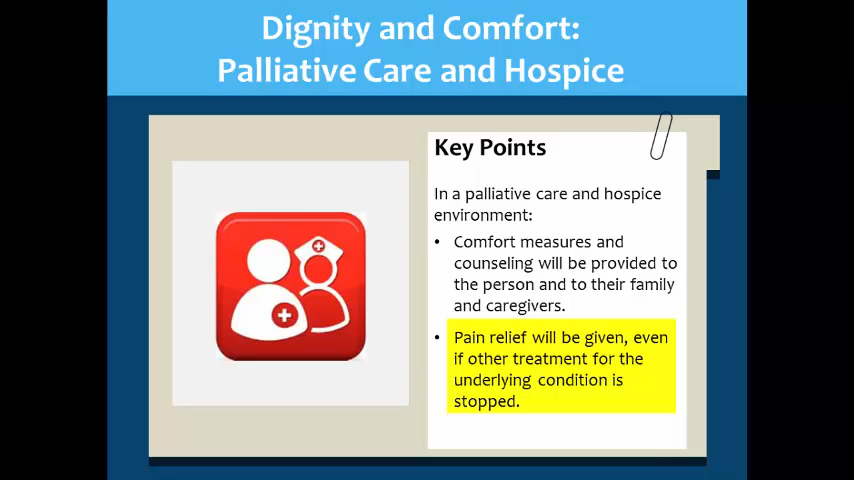 Dignity and Comfort:
Palliative Care and Hospice
Key Points
In a palliative care and hospice
environment:
• Comfort measures and
counseling will be provided to
the person and to their family
and caregivers.
• Pain relief will be given, even
if other treatment for the
underlying condition is
stopped.